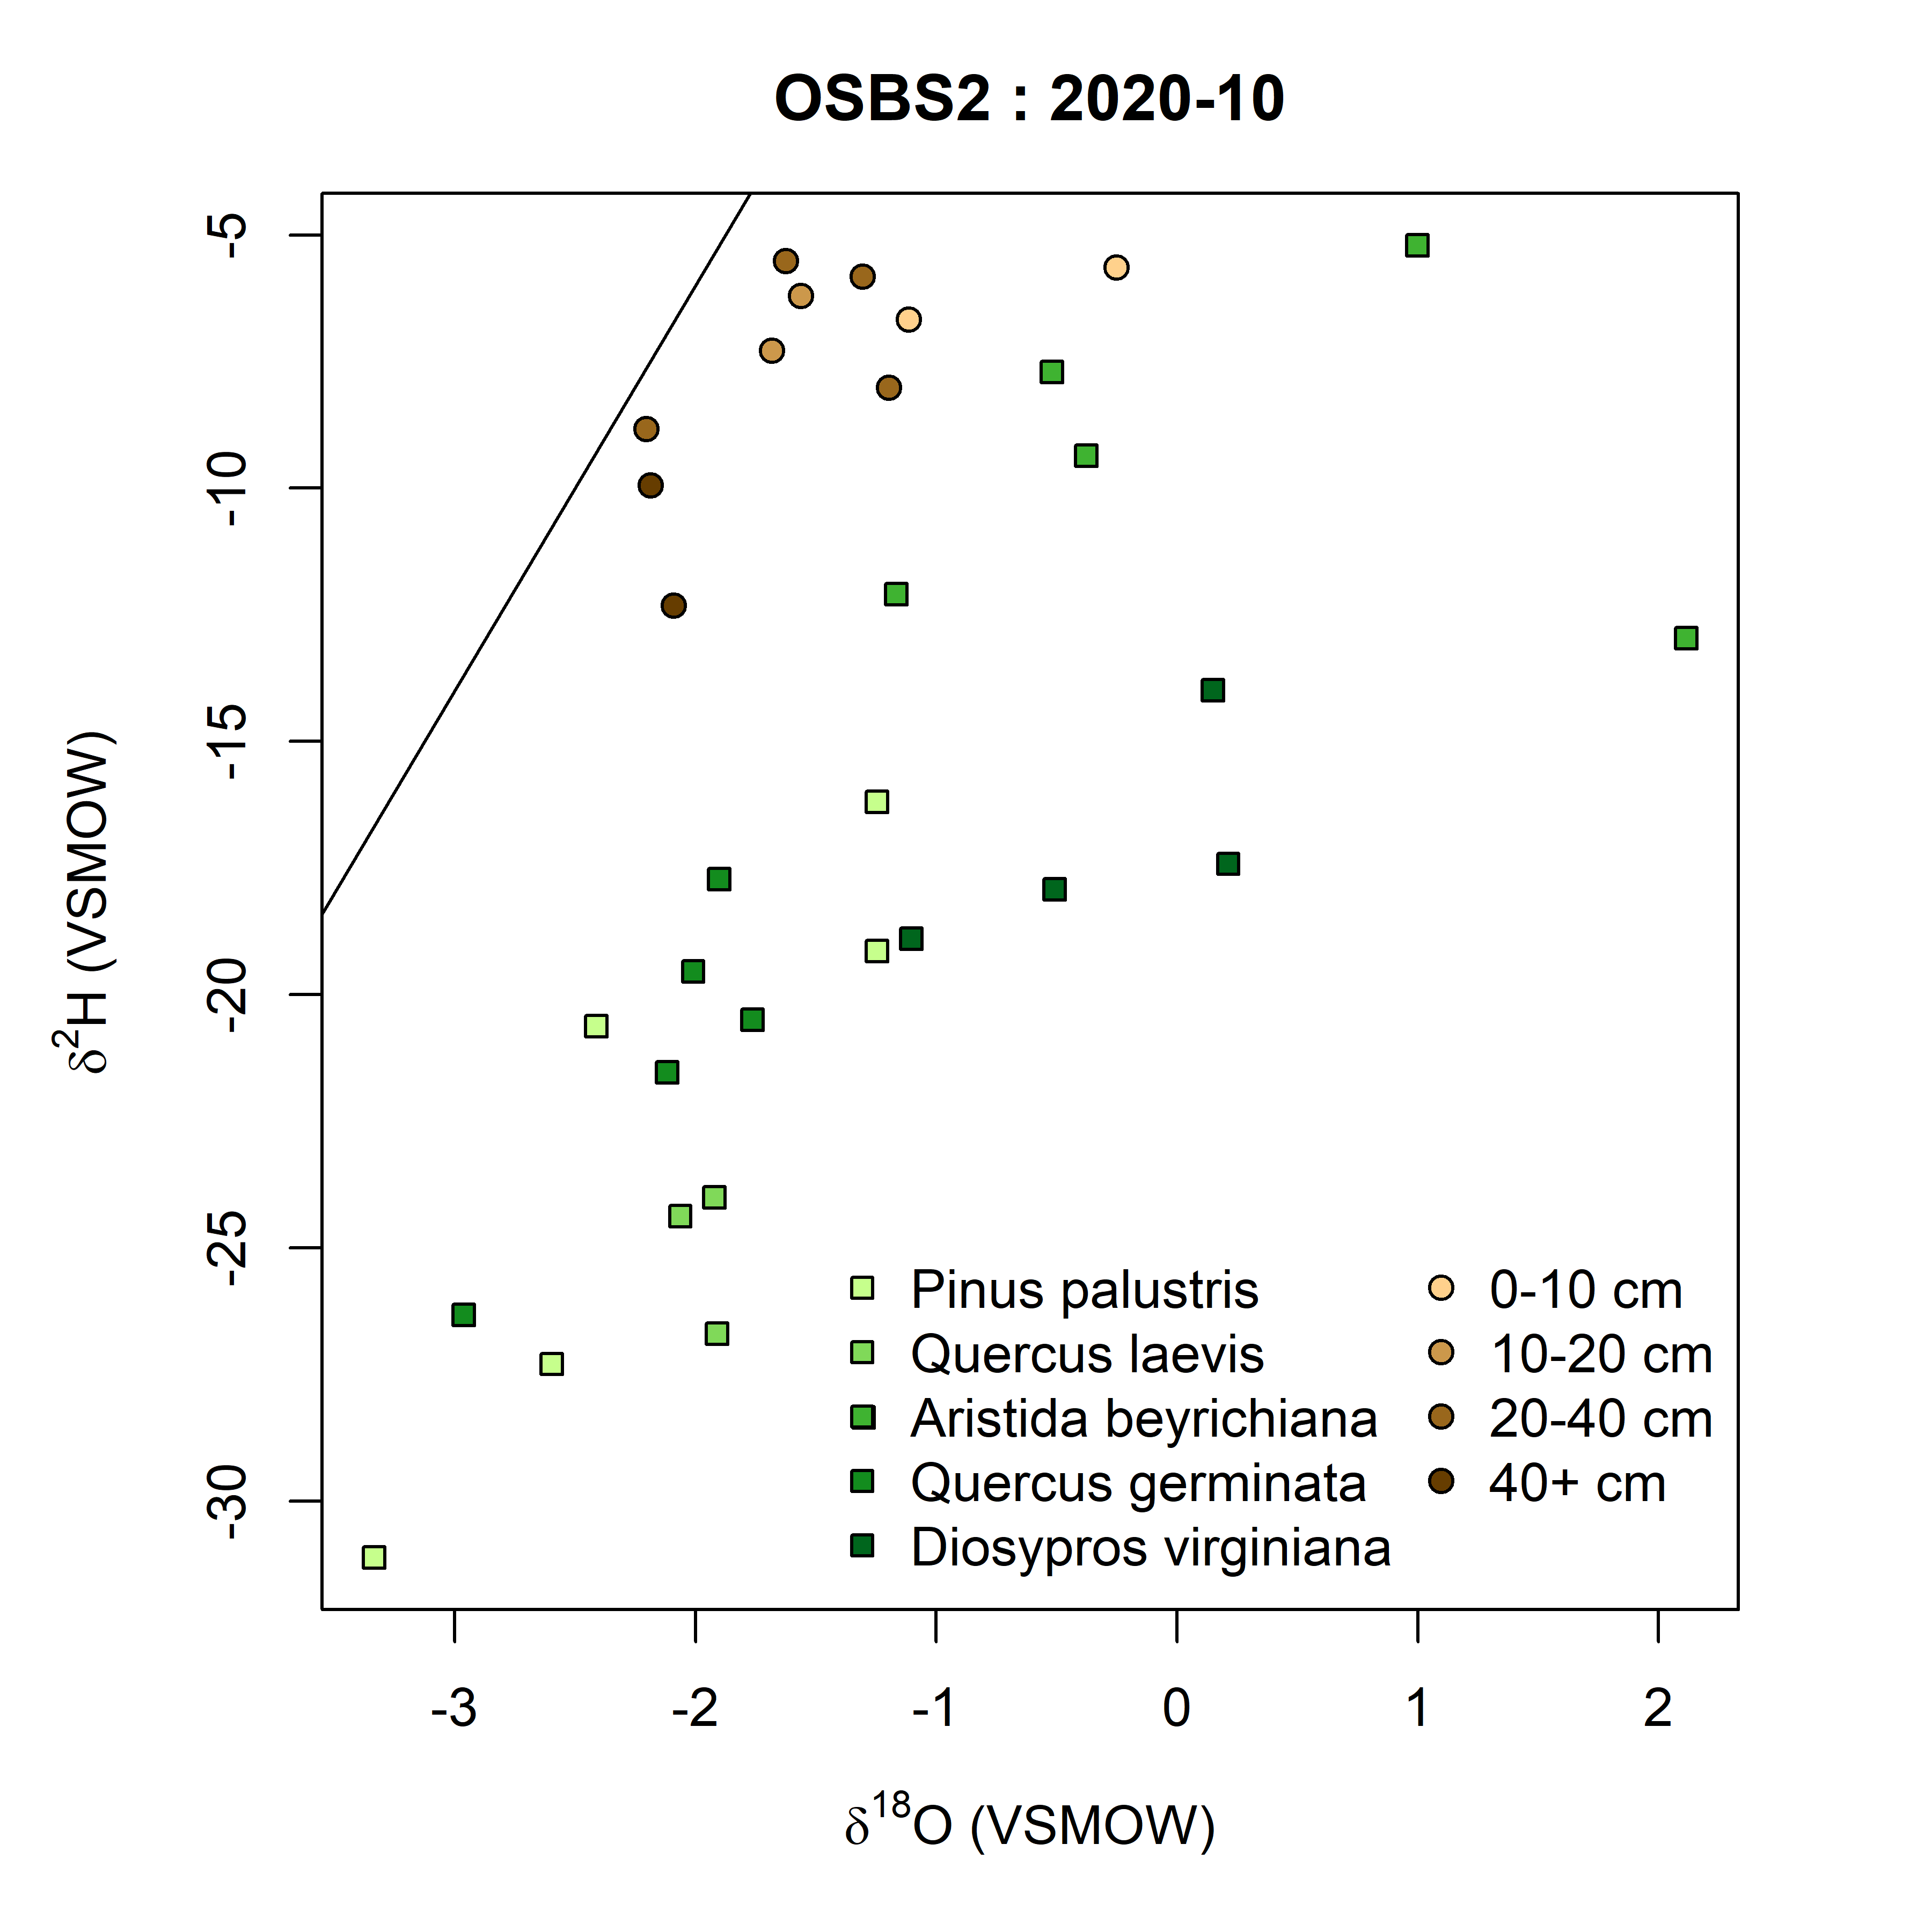 OSBS2 : 2020-10
δ²H (VSMOW)
-5
-10
-15
-20
-25
-30
Pinus palustris
Quercus laevis
Aristida beyrichiana
Quercus germinata
Diosypros virginiana
0-10 cm
10-20 cm
20-40 cm
40+ cm
-3 -2 -1 0 1 2
δ¹⁸O (VSMOW)